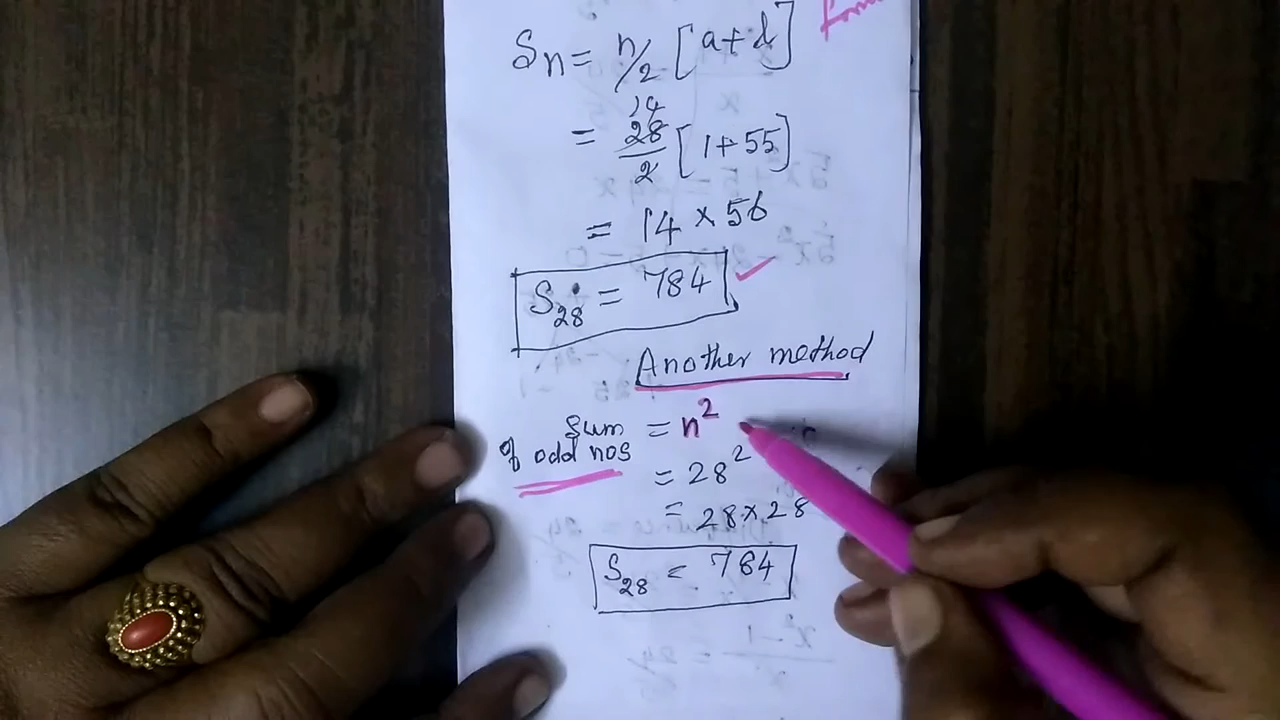 Sn = n/2 [a+d]
14
= 28/2 [1+55]
= 14 × 56
S28 = 784
Another method
Sum = n²
of odd nos
= 28²
= 28×28
S28 = 784